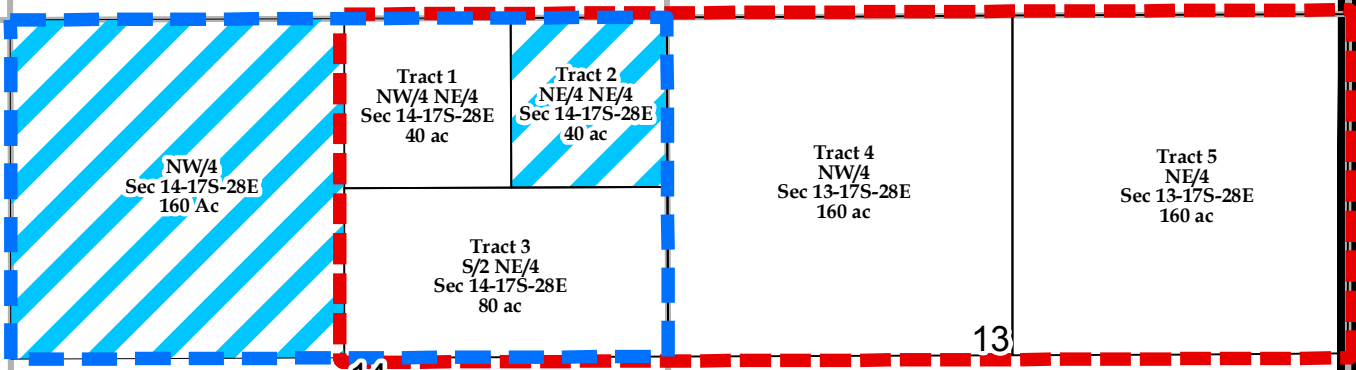 NW/4
Sec 14-17S-28E
160 Ac
Tract 1
NW/4 NE/4
Sec 14-17S-28E
40 ac
Tract 2
NE/4 NE/4
Sec 14-17S-28E
40 ac
Tract 3
S/2 NE/4
Sec 14-17S-28E
80 ac
Tract 4
NW/4
Sec 13-17S-28E
160 ac
Tract 5
NE/4
Sec 13-17S-28E
160 ac
13